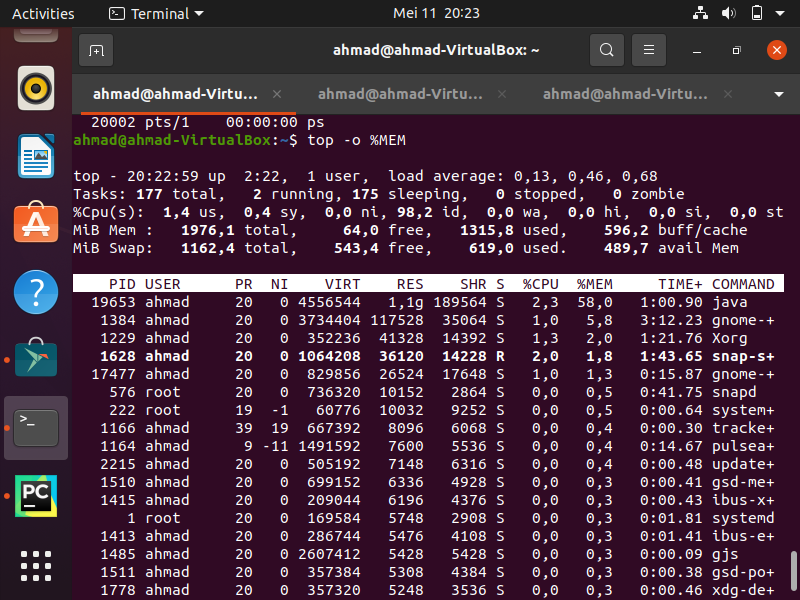 Activities Terminal Mei 11 20:23
ahmad@ahmad-VirtualBox: ~
ahmad@ahmad-Virtu... ahmad@ahmad-Virtu... ahmad@ahmad-Virtu...
20002 pts/1 00:00:00 ps
ahmad@ahmad-VirtualBox:~$ top -o %MEM
top - 20:22:59 up 2:22, 1 user, load average: 0,13, 0,46, 0,68
Tasks: 177 total, 2 running, 175 sleeping, 0 stopped, 0 zombie
%Cpu(s): 1,4 us, 0,4 sy, 0,0 ni, 98,2 id, 0,0 wa, 0,0 hi, 0,0 si, 0,0 st
MiB Mem : 1976,1 total, 64,0 free, 1315,8 used, 596,2 buff/cache
MiB Swap: 1162,4 total, 543,4 free, 619,0 used. 489,7 avail Mem
PID USER PR NI VIRT RES SHR S %CPU %MEM TIME+ COMMAND
19653 ahmad 20 0 4556544 1,1g 189564 S 2,3 58,0 1:00.90 java
1384 ahmad 20 0 3734404 117528 35064 S 1,0 5,8 3:12.23 gnome-+
1229 ahmad 20 0 352236 41328 14392 S 1,3 2,0 1:21.76 Xorg
1628 ahmad 20 0 1064208 36120 14228 R 2,0 1,8 1:43.65 snap-s+
17477 ahmad 20 0 829856 26524 17648 S 1,0 1,3 0:15.87 gnome-+
576 root 20 0 736320 10152 2864 S 0,0 0,5 0:41.75 snapd
222 root 19 -1 60776 10032 9252 S 0,0 0,5 0:00.64 system+
1166 ahmad 39 19 667392 8096 6068 S 0,0 0,4 0:00.30 tracke+
1164 ahmad 9 -11 1491592 7600 5536 S 0,0 0,4 0:14.67 pulsea+
2215 ahmad 20 0 505192 7148 6316 S 0,0 0,4 0:00.48 update+
1510 ahmad 20 0 699152 6336 4928 S 0,0 0,3 0:00.41 gsd-me+
1415 ahmad 20 0 209044 6196 4376 S 0,0 0,3 0:00.43 ibus-x+
1 root 20 0 169584 5748 2908 S 0,0 0,3 0:01.81 systemd
1413 ahmad 20 0 286744 5476 4108 S 0,0 0,3 0:01.41 ibus-e+
1485 ahmad 20 0 2607412 5428 5428 S 0,0 0,3 0:00.09 gjs
1511 ahmad 20 0 357384 5308 4384 S 0,0 0,3 0:00.38 gsd-po+
1778 ahmad 20 0 357320 5248 3536 S 0,0 0,3 0:00.46 xdg-de+
?
>_
PC